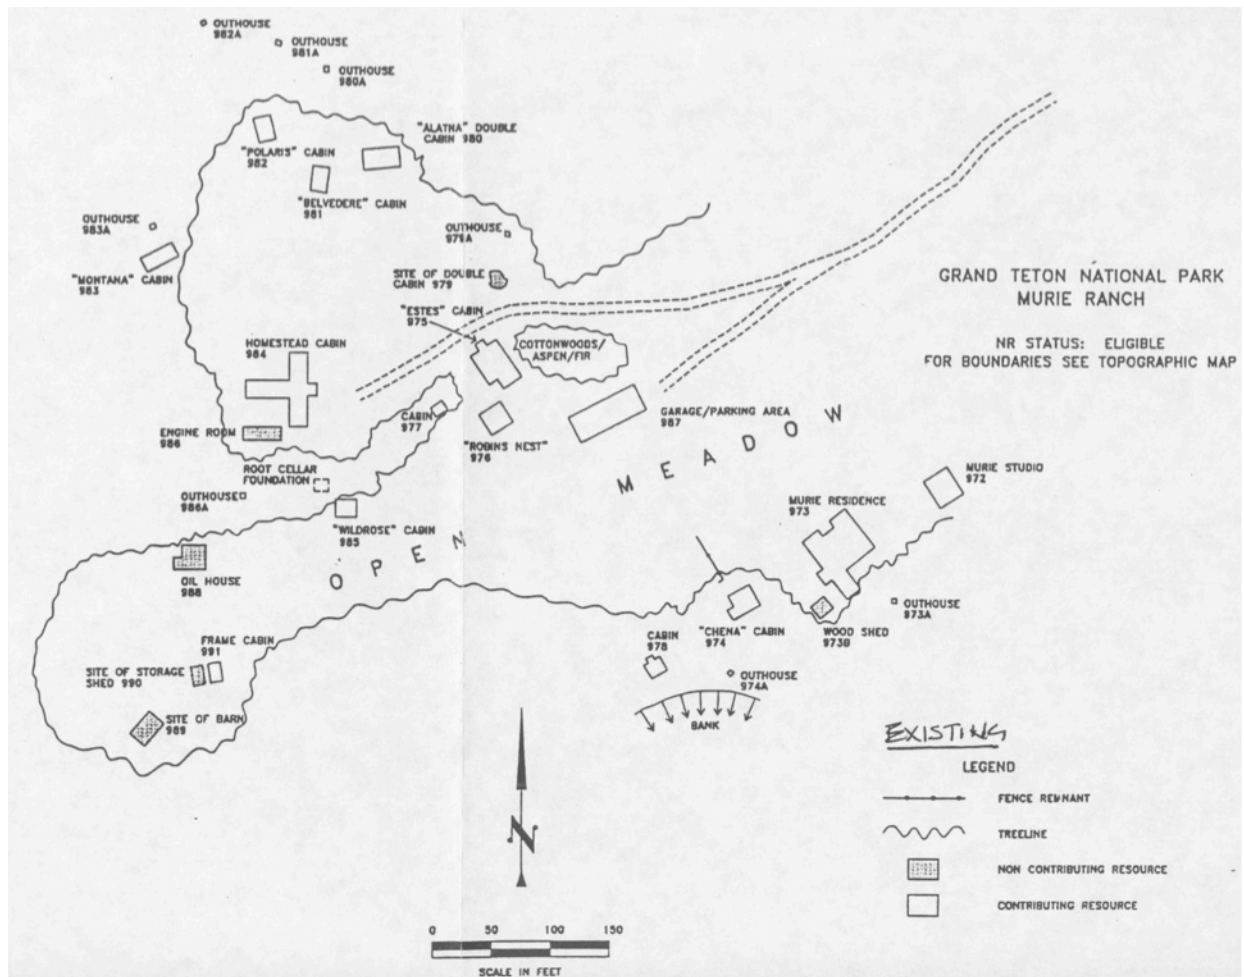 OUTHOUSE
982A
OUTHOUSE
981A
OUTHOUSE
980A
"ALATNA" DOUBLE
CABIN 980
"POLARIS" CABIN
982
"BELVEDERE" CABIN
981
OUTHOUSE
983A
"MONTANA" CABIN
983
OUTHOUSE
979A
SITE OF DOUBLE
CABIN 979
"ESTES" CABIN
975
COTTONWOODS/
ASPEN/FIR
GRAND TETON NATIONAL PARK
MURIE RANCH
NR STATUS: ELIGIBLE
FOR BOUNDARIES SEE TOPOGRAPHIC MAP
HOMESTEAD CABIN
984
CABIN
977
ENGINE ROOM
986
"ROBINS NEST"
976
GARAGE/PARKING AREA
987
ROOT CELLAR
FOUNDATION
OUTHOUSE
986A
"WILDROSE" CABIN
985
OPEN MEADOW
MURIE STUDIO
972
MURIE RESIDENCE
973
OIL HOUSE
988
OUTHOUSE
973A
WOOD SHED
973B
"CHENA" CABIN
974
CABIN
978
OUTHOUSE
974A
BANK
FRAME CABIN
991
SITE OF STORAGE
SHED 990
SITE OF BARN
989
N
EXISTING
LEGEND
FENCE REMNANT
TREELINE
NON CONTRIBUTING RESOURCE
CONTRIBUTING RESOURCE
0 50 100 150
SCALE IN FEET